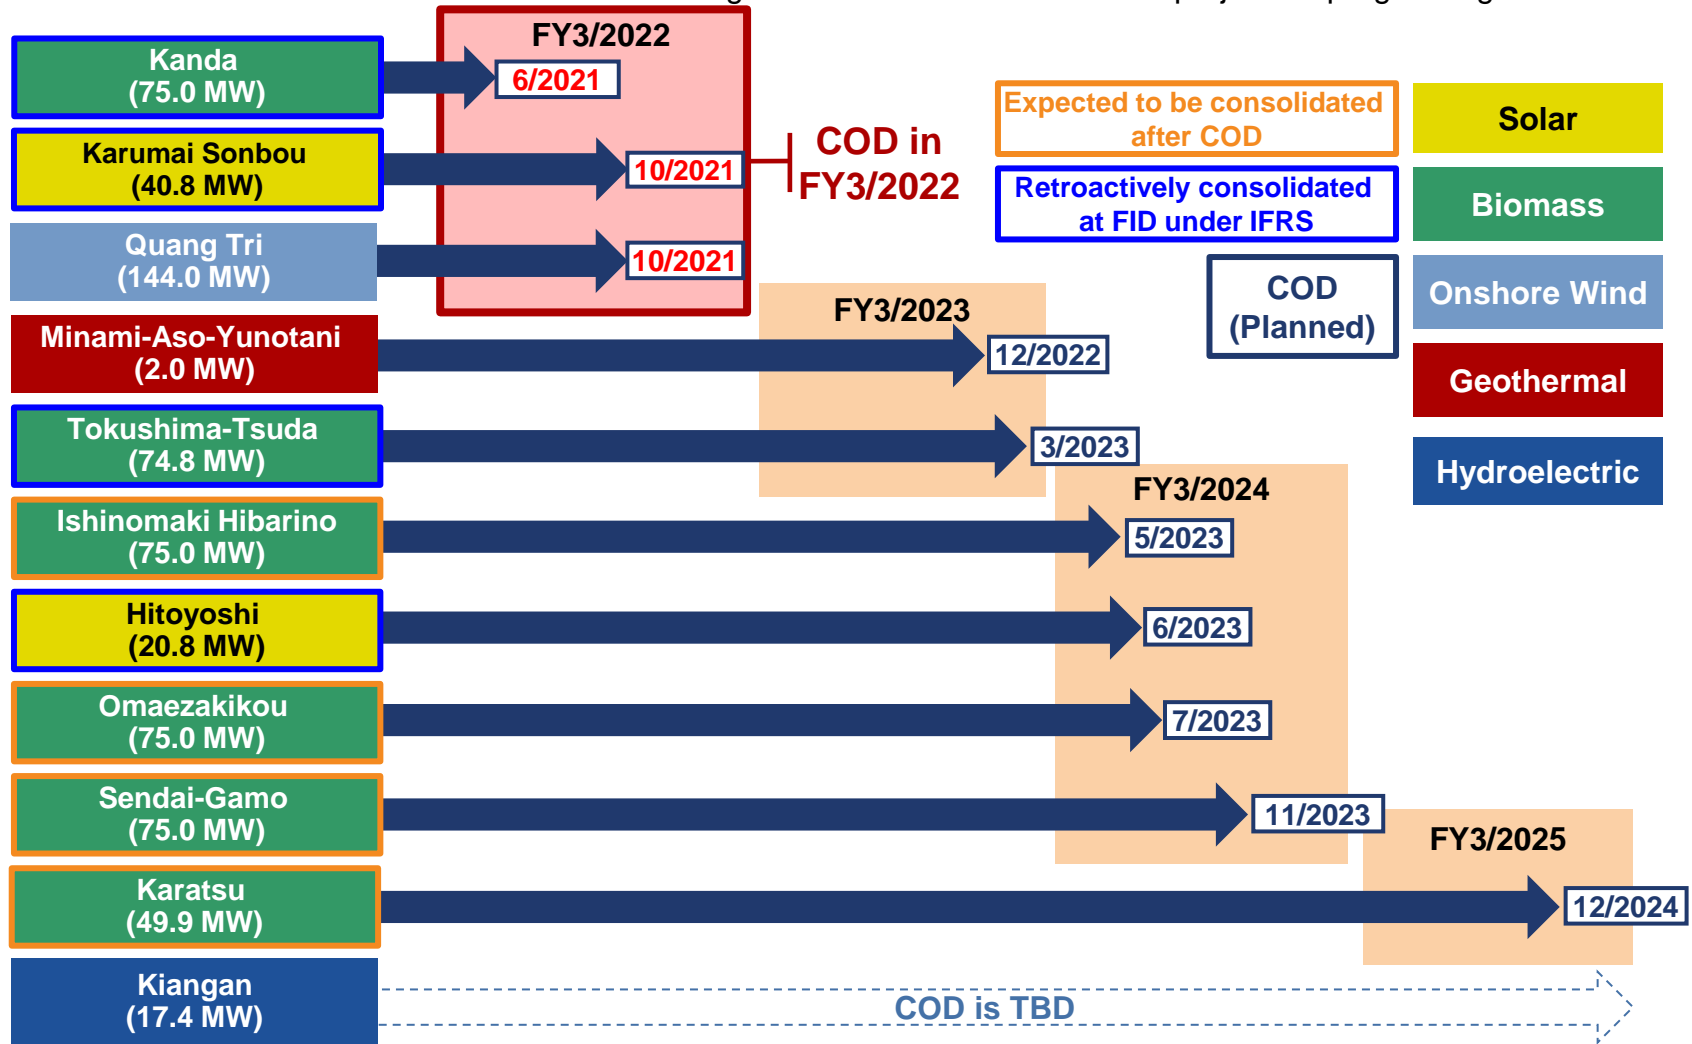 FY3/2022
Kanda
(75.0 MW)
6/2021
Karumai Sonbou
(40.8 MW)
10/2021
COD in
FY3/2022
Quang Tri
(144.0 MW)
10/2021
Expected to be consolidated
after COD
Retroactively consolidated
at FID under IFRS
COD
(Planned)
Solar
Biomass
Onshore Wind
Geothermal
Hydroelectric
FY3/2023
Minami-Aso-Yunotani
(2.0 MW)
12/2022
Tokushima-Tsuda
(74.8 MW)
3/2023
FY3/2024
Ishinomaki Hibarino
(75.0 MW)
5/2023
Hitoyoshi
(20.8 MW)
6/2023
Omaezakikou
(75.0 MW)
7/2023
Sendai-Gamo
(75.0 MW)
11/2023
FY3/2025
Karatsu
(49.9 MW)
12/2024
Kiangan
(17.4 MW)
COD is TBD